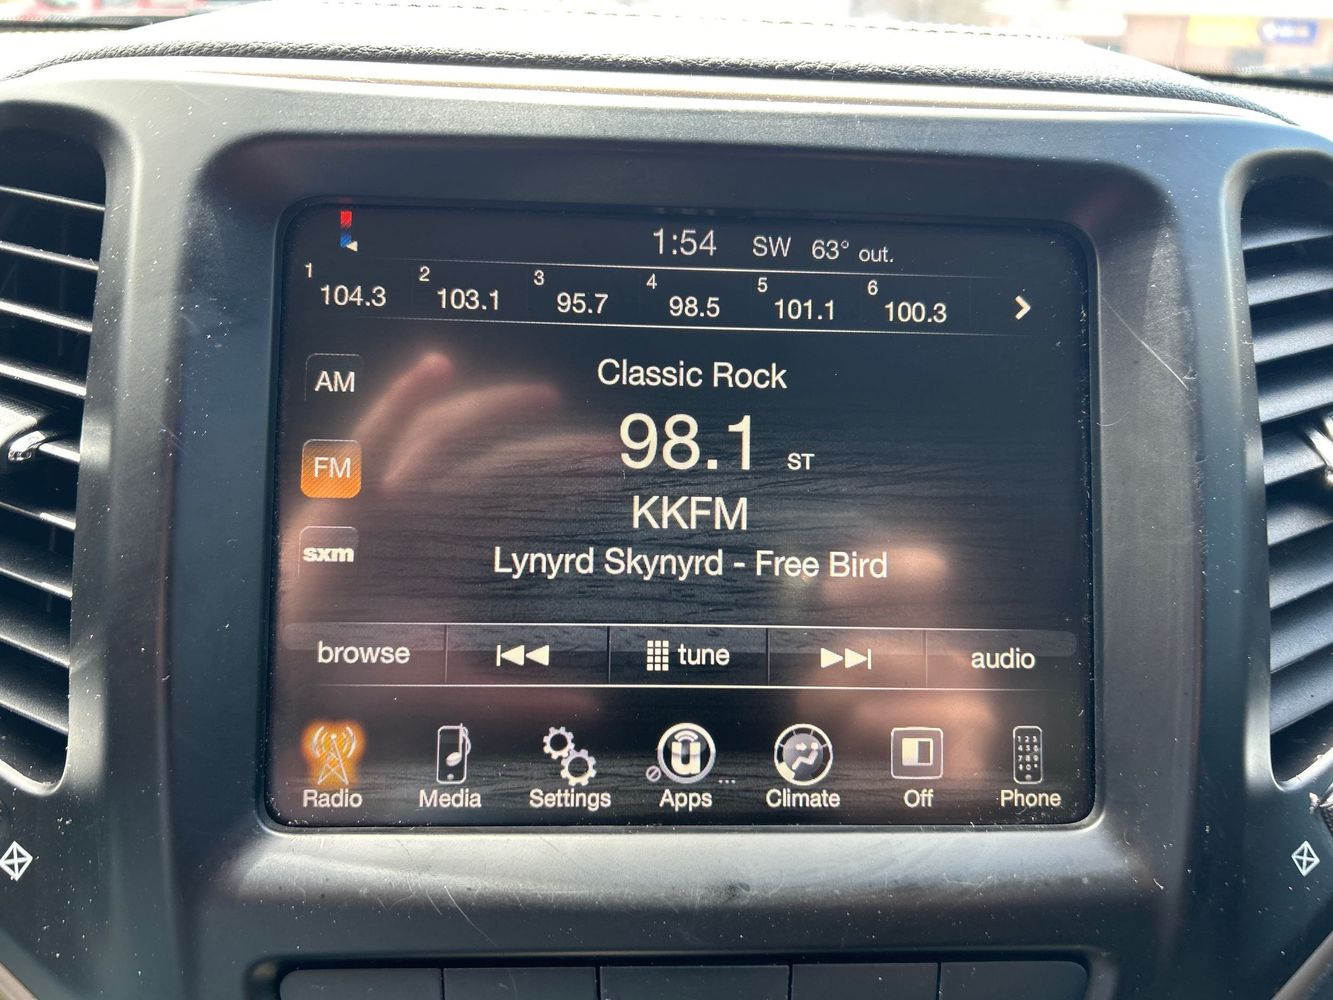 1:54 SW 63° out.
1 104.3 2 103.1 3 95.7 4 98.5 5 101.1 6 100.3
Classic Rock
AM
98.1 ST
FM
KKFM
sxm
Lynyrd Skynyrd - Free Bird
browse tune audio
Radio Media Settings Apps Climate Off Phone